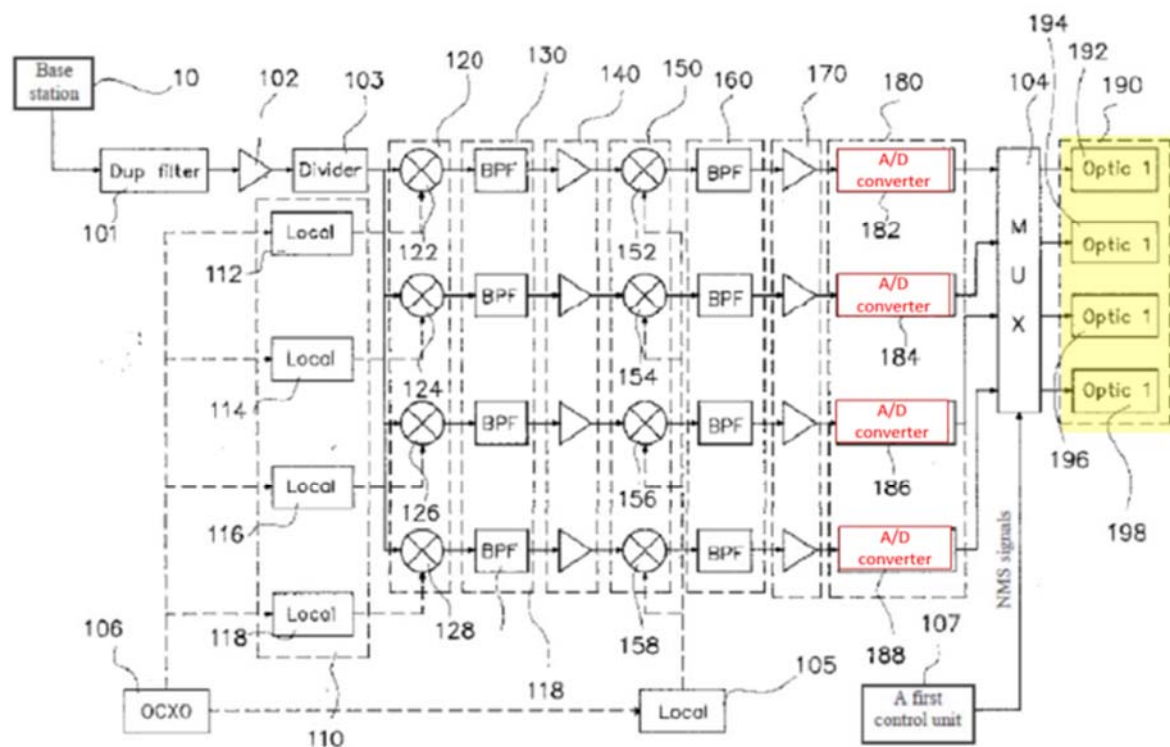 194
192
190
Base
station
10
102
103
120
130
140
150
160
170
180
104
Dup filter
Divider
BPF
BPF
A/D
converter
Optic 1
101
Local
112
122
152
182
Optic 1
M
U
X
BPF
BPF
A/D
converter
Optic 1
Local
114
124
154
184
Optic 1
BPF
BPF
A/D
converter
196
Local
116
126
156
186
198
BPF
BPF
A/D
converter
NMS signals
106
Local
118
128
158
188
107
118
105
OCXO
110
Local
A first
control unit